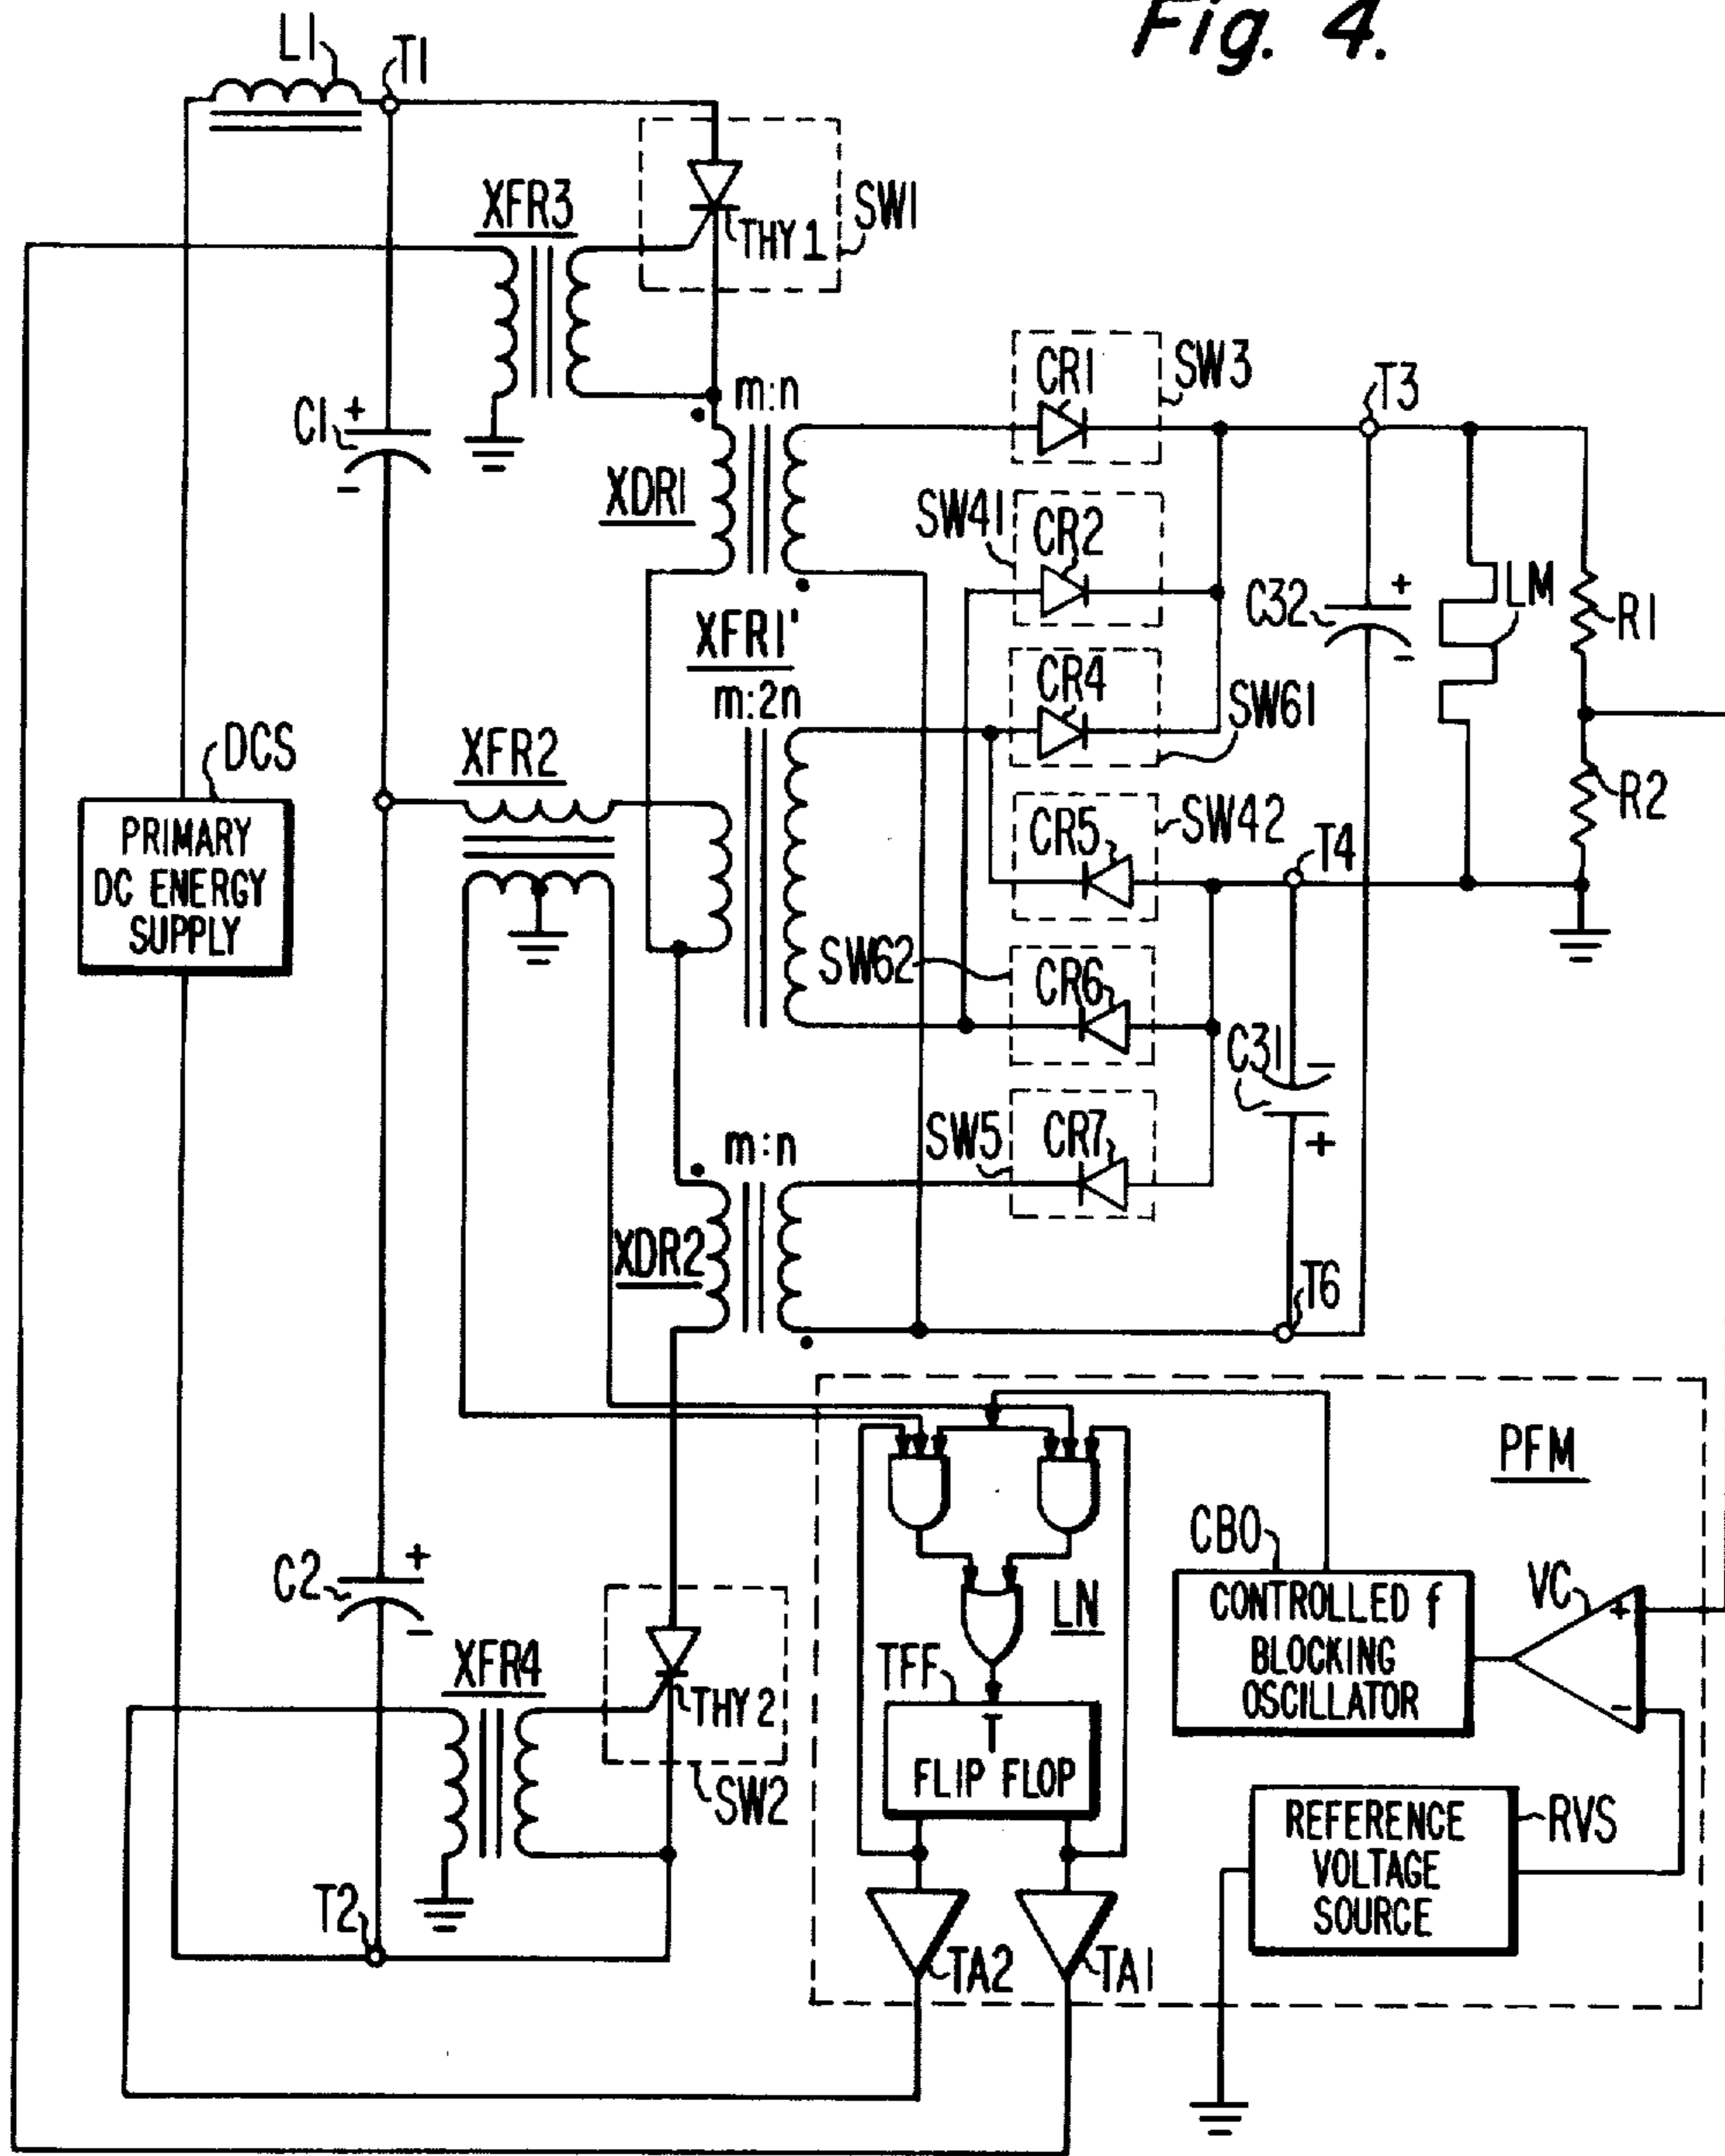 Fig. 4.
L1
T1
XFR3
THY 1
SW1
C1
+
-
m:n
XDR1
CR1
SW3
T3
SW41
CR2
XFR1'
m:2n
CR4
SW61
C32
+
-
LM
R1
DCS
PRIMARY
DC ENERGY
SUPPLY
XFR2
CR5
SW42
T4
R2
SW62
CR6
C31
-
+
m:n
SW5
CR7
XDR2
T6
PFM
CBO
CONTROLLED f
BLOCKING
OSCILLATOR
VC
+
-
C2
+
-
XFR4
THY 2
SW2
LN
TFF
T
FLIP FLOP
REFERENCE
VOLTAGE
SOURCE
RVS
T2
TA2
TA1